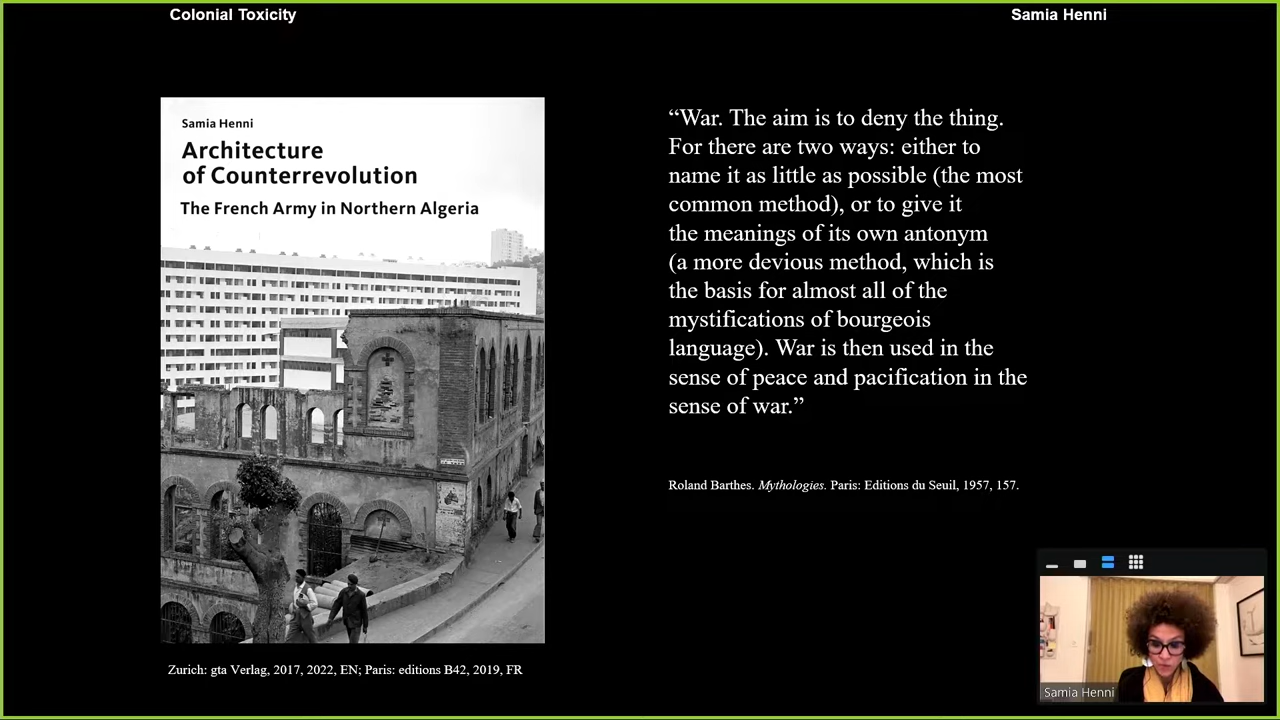 Colonial Toxicity
Samia Henni
Samia Henni
Architecture
of Counterrevolution
The French Army in Northern Algeria
“War. The aim is to deny the thing.
For there are two ways: either to
name it as little as possible (the most
common method), or to give it
the meanings of its own antonym
(a more devious method, which is
the basis for almost all of the
mystifications of bourgeois
language). War is then used in the
sense of peace and pacification in the
sense of war.”
Roland Barthes. Mythologies. Paris: Editions du Seuil, 1957, 157.
Zurich: gta Verlag, 2017, 2022, EN; Paris: editions B42, 2019, FR
Samia Henni